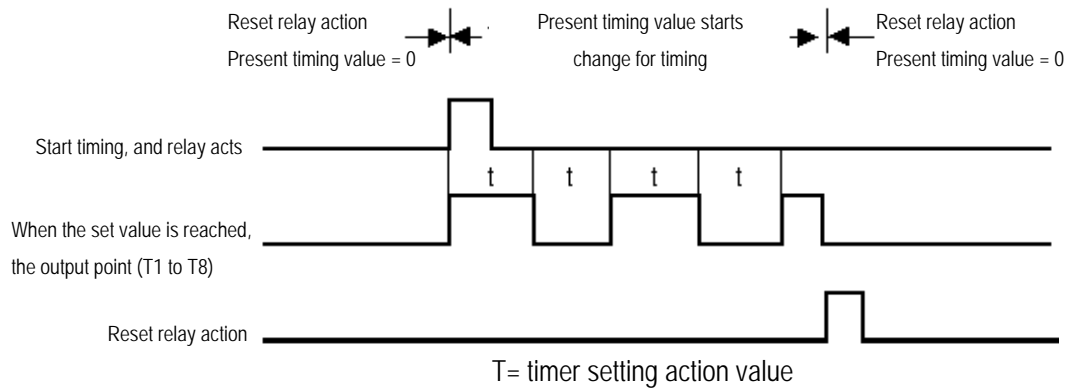 Reset relay action
Present timing value = 0
Present timing value starts
change for timing
Reset relay action
Present timing value = 0
Start timing, and relay acts
t
t
t
t
When the set value is reached,
the output point (T1 to T8)
Reset relay action
T= timer setting action value